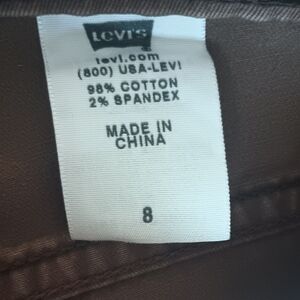 LEVI'S
levi.com
(800) USA-LEVI
98% COTTON
2% SPANDEX
MADE IN
CHINA
8